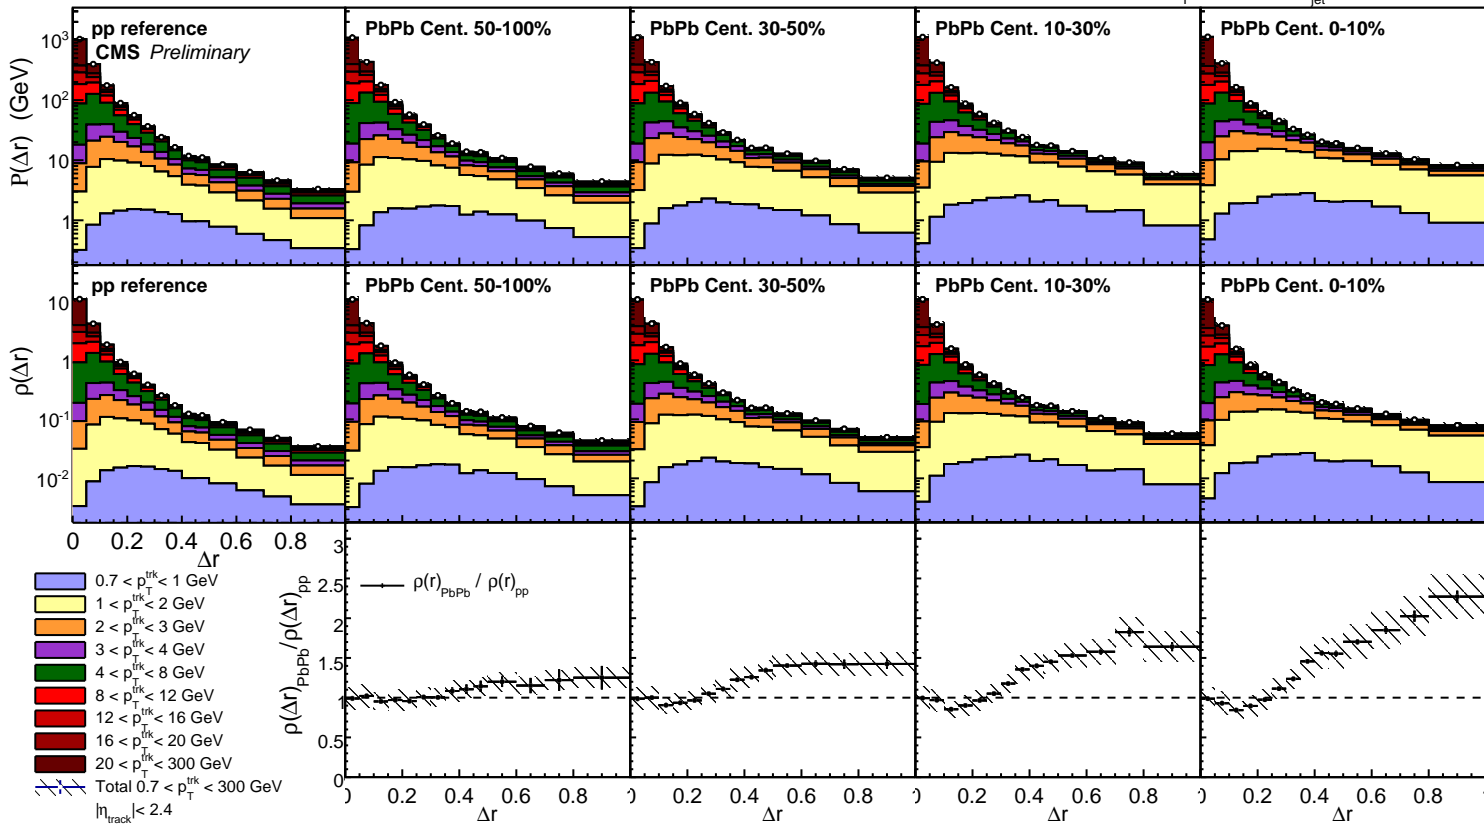 jet
pp reference
CMS Preliminary
PbPb Cent. 50-100%
PbPb Cent. 30-50%
PbPb Cent. 10-30%
PbPb Cent. 0-10%
P(Δr) (GeV)
10³
10²
10
1
pp reference
PbPb Cent. 50-100%
PbPb Cent. 30-50%
PbPb Cent. 10-30%
PbPb Cent. 0-10%
ρ(Δr)
10
1
10⁻¹
10⁻²
0 0.2 0.4 0.6 0.8
Δr
0.7 < p_T^trk < 1 GeV
1 < p_T^trk < 2 GeV
2 < p_T^trk < 3 GeV
3 < p_T^trk < 4 GeV
4 < p_T^trk < 8 GeV
8 < p_T^trk < 12 GeV
12 < p_T^trk < 16 GeV
16 < p_T^trk < 20 GeV
20 < p_T^trk < 300 GeV
Total 0.7 < p_T^trk < 300 GeV
|η_track| < 2.4
ρ(Δr)_PbPb/ρ(Δr)_pp
3
2.5
2
1.5
1
0.5
0
ρ(r)_PbPb / ρ(r)_pp
0.2 0.4 0.6 0.8
Δr
0.2 0.4 0.6 0.8
Δr
0.2 0.4 0.6 0.8
Δr
0.2 0.4 0.6 0.8 1
Δr